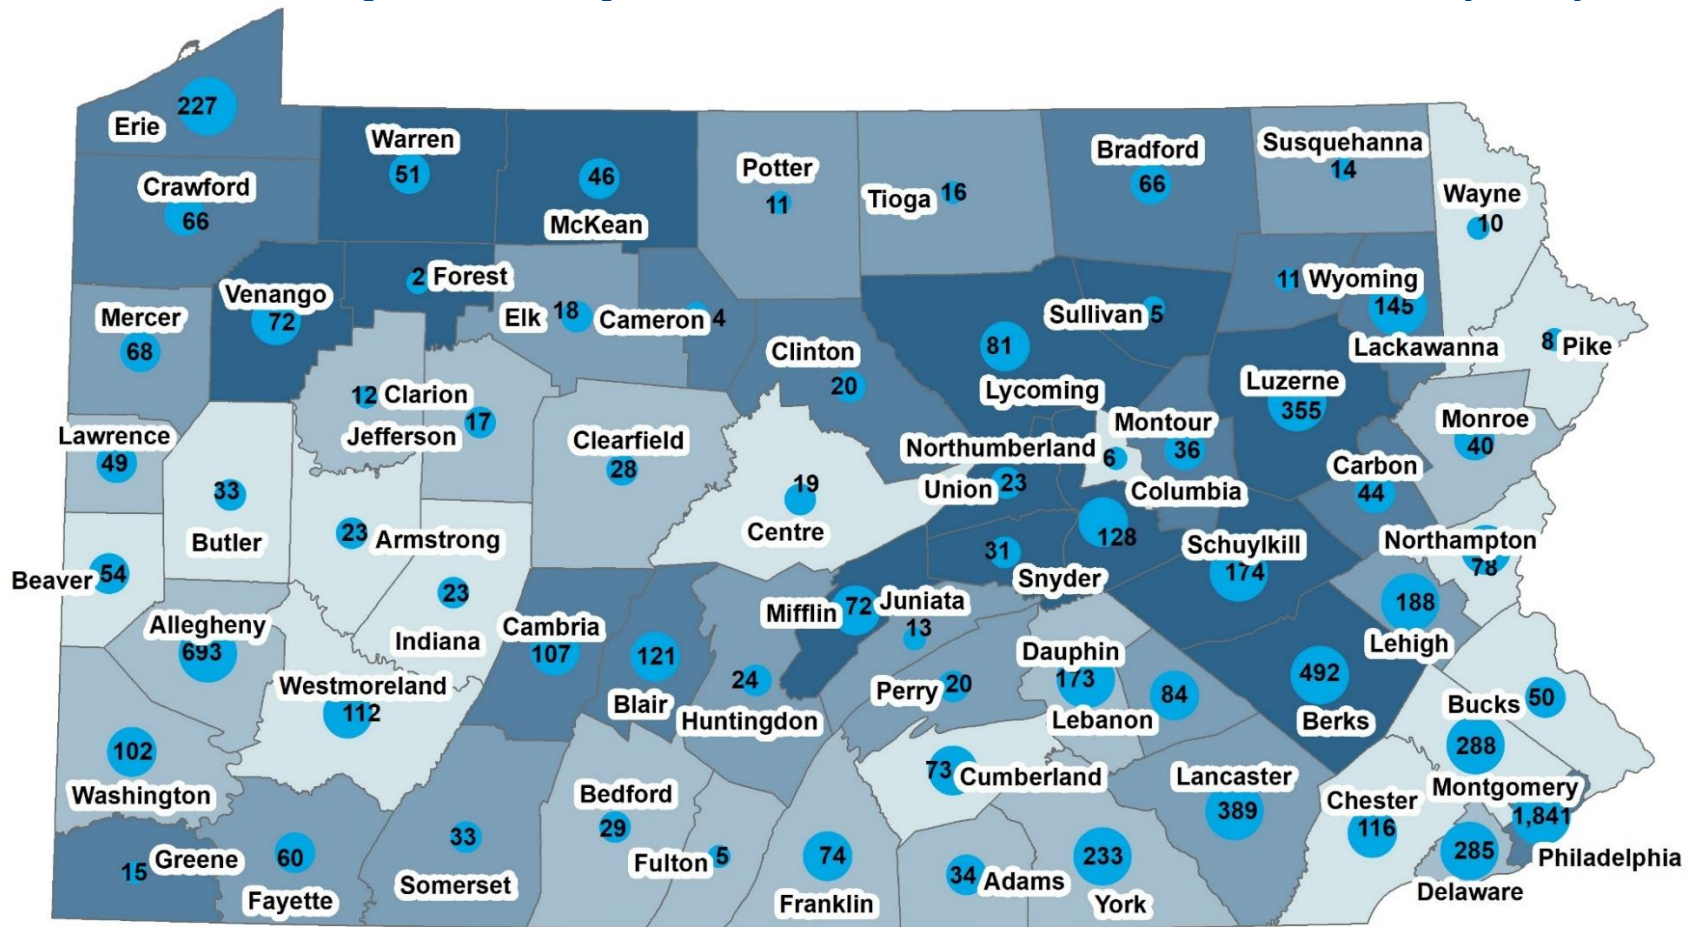 227
Erie
Warren
51
46
McKean
Potter
11
Tioga 16
Bradford
66
Susquehanna
14
Wayne
10
Crawford
66
2 Forest
Venango
72
Mercer
68
Elk 18
Cameron 4
Clinton
20
81
Lycoming
Sullivan 5
11 Wyoming
145
Lackawanna
8 Pike
Luzerne
355
12 Clarion
Jefferson 17
Lawrence
49
Clearfield
28
Northumberland
Montour
6
36
Columbia
Monroe
40
Carbon
44
33
Butler
19
Centre
Union 23
128
23 Armstrong
31
Snyder
Schuylkill
174
Northampton
78
Beaver 54
23
Indiana
Allegheny
693
Cambria
107
121
Blair
Mifflin 72
Juniata
13
188
Lehigh
Westmoreland
112
24
Huntingdon
Perry 20
Dauphin
173
Lebanon 84
492
Berks
Bucks 50
288
Montgomery
102
Washington
73 Cumberland
Lancaster
389
Chester
116
1,841
Philadelphia
15 Greene
60
Fayette
33
Somerset
Bedford
29
Fulton 5
74
Franklin
34 Adams
233
York
285
Delaware